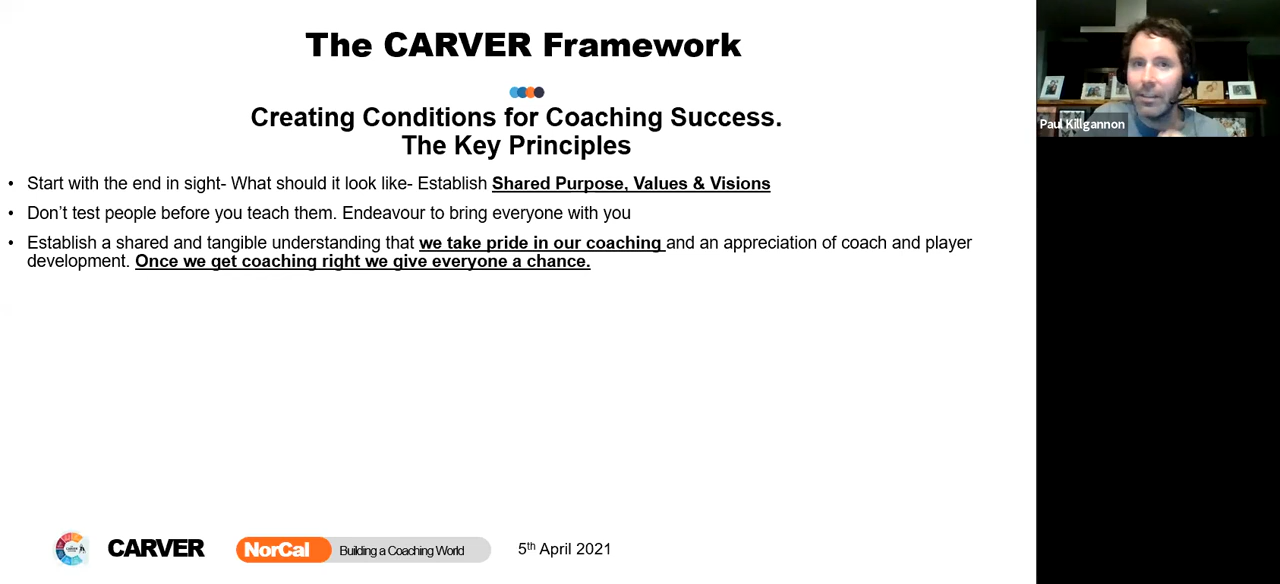 The CARVER Framework
Creating Conditions for Coaching Success.
The Key Principles
• Start with the end in sight- What should it look like- Establish Shared Purpose, Values & Visions
• Don’t test people before you teach them. Endeavour to bring everyone with you
• Establish a shared and tangible understanding that we take pride in our coaching and an appreciation of coach and player
development. Once we get coaching right we give everyone a chance.
CARVER
NorCal Building a Coaching World
5th April 2021
Paul Killgannon